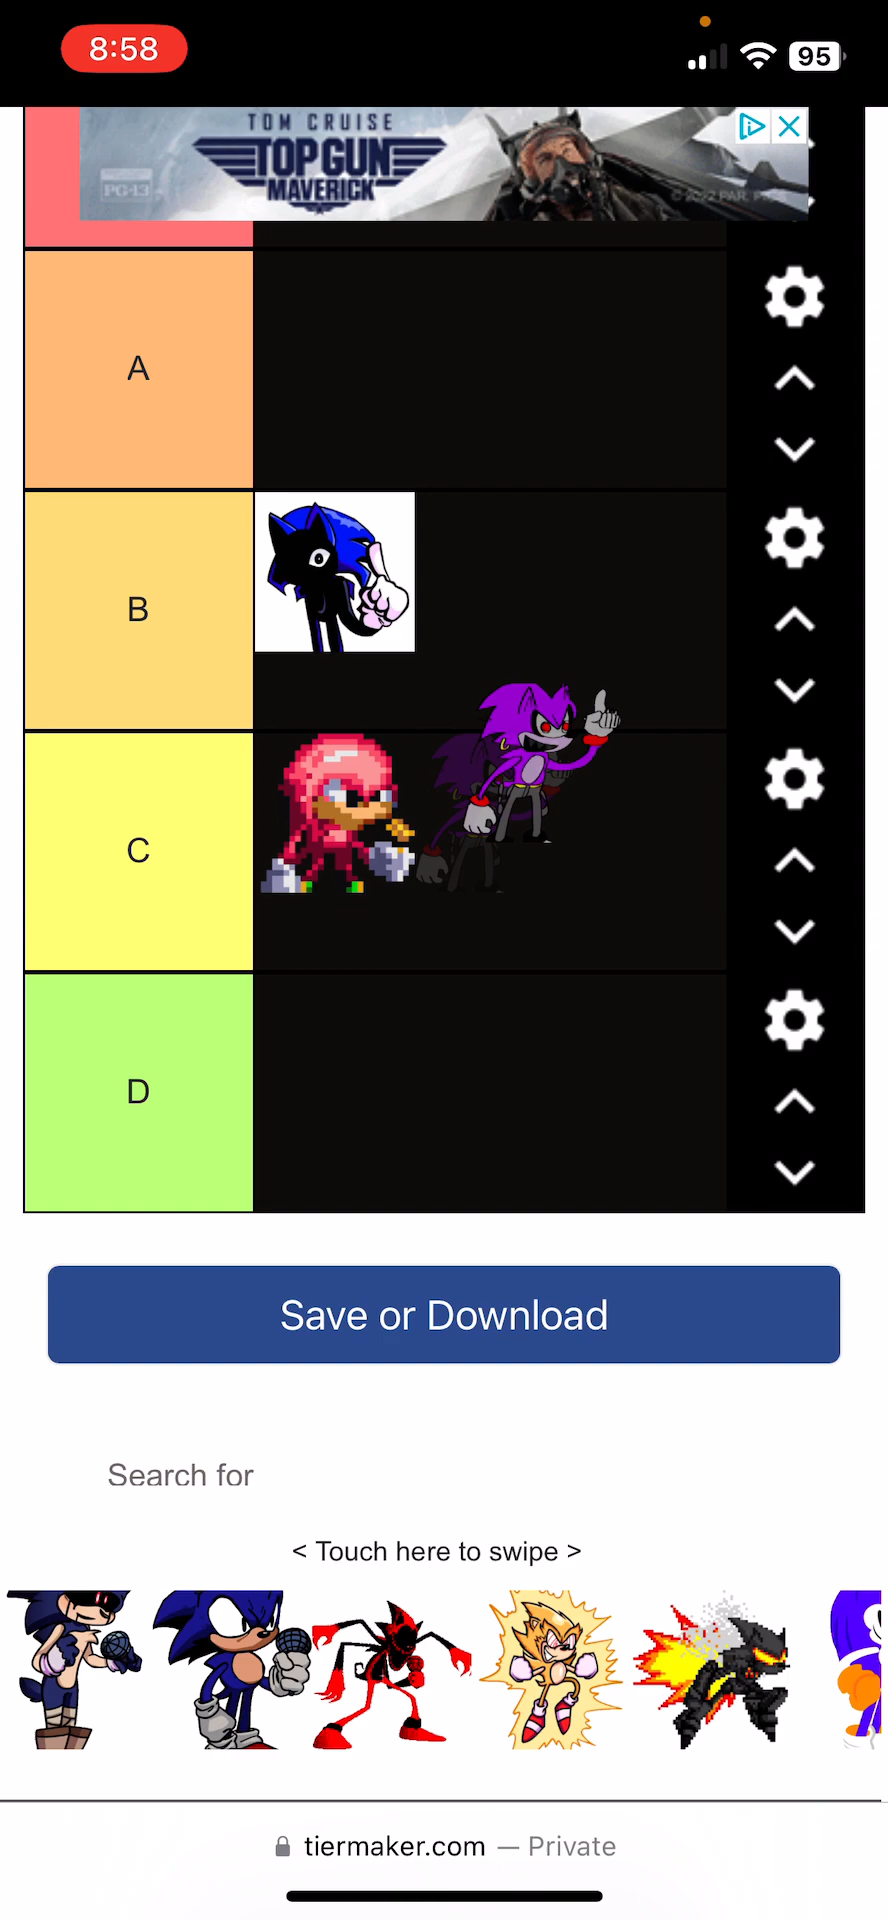 8:58
95
TOM CRUISE
TOP GUN
MAVERICK
PG-13
A
B
C
D
Save or Download
Search for
< Touch here to swipe >
tiermaker.com — Private